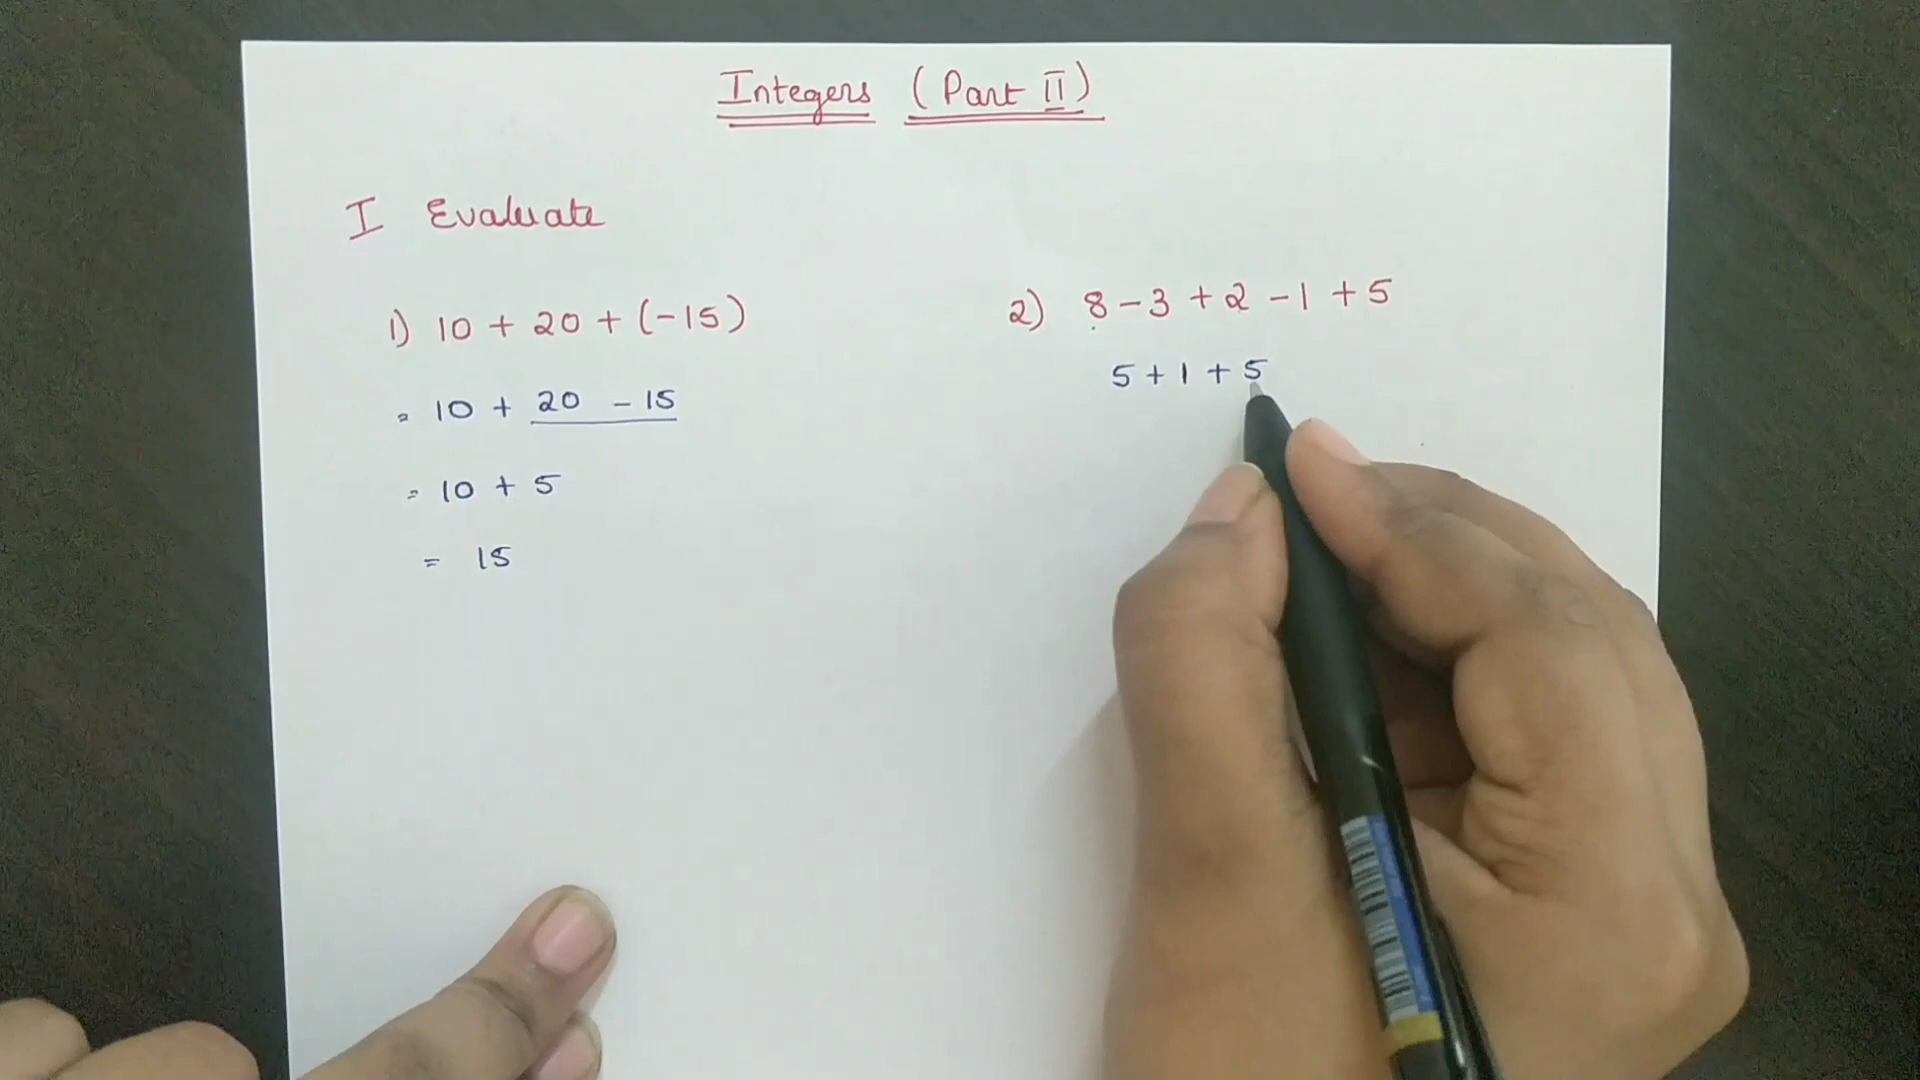 Integers (Part II)
I Evaluate
1) 10 + 20 + (-15)
= 10 + 20 - 15
= 10 + 5
= 15
2) 8 - 3 + 2 - 1 + 5
5 + 1 + 5